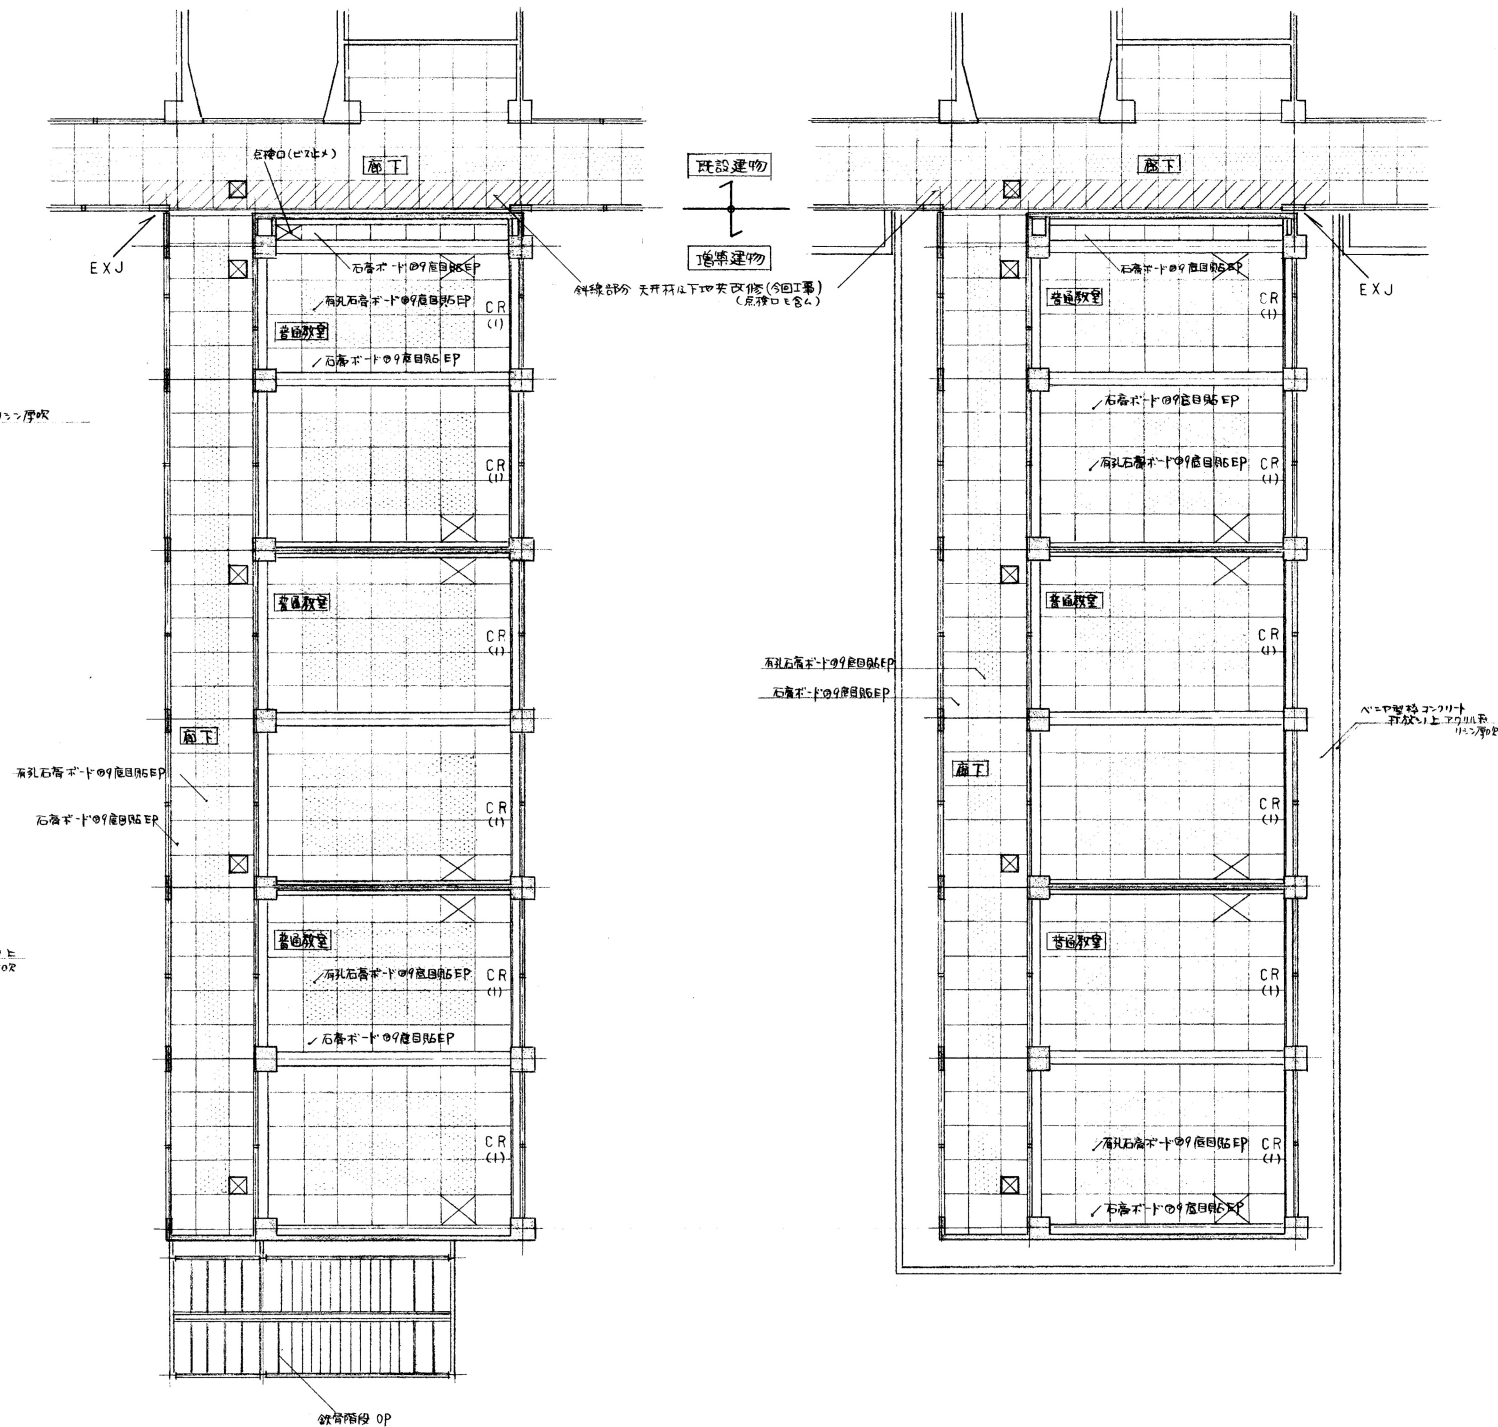 点検口(ビス止メ)
廊下
EXJ
石膏ボード⑦9底目貼EP
有孔石膏ボード⑦9底目貼EP
普通教室
石膏ボード⑦9底目貼EP
CR
(1)
リシン厚吹
CR
(1)
普通教室
CR
(1)
廊下
有孔石膏ボード⑦9底目貼EP
石膏ボード⑦9底目貼EP
CR
(1)
普通教室
有孔石膏ボード⑦9底目貼EP
CR
(1)
石膏ボード⑦9底目貼EP
CR
(1)
鉄骨階段 OP
既設建物
増築建物
斜線部分 天井材及下地共改修(今回工事)
(点検口を含ム)
廊下
EXJ
石膏ボード⑦9底目貼EP
普通教室
CR
(1)
石膏ボード⑦9底目貼EP
有孔石膏ボード⑦9底目貼EP
CR
(1)
普通教室
CR
(1)
有孔石膏ボード⑦9底目貼EP
石膏ボード⑦9底目貼EP
廊下
CR
(1)
ベニヤ型枠コンクリート
打放シ上アクリル系
リシン厚吹
普通教室
CR
(1)
有孔石膏ボード⑦9底目貼EP
CR
(1)
石膏ボード⑦9底目貼EP